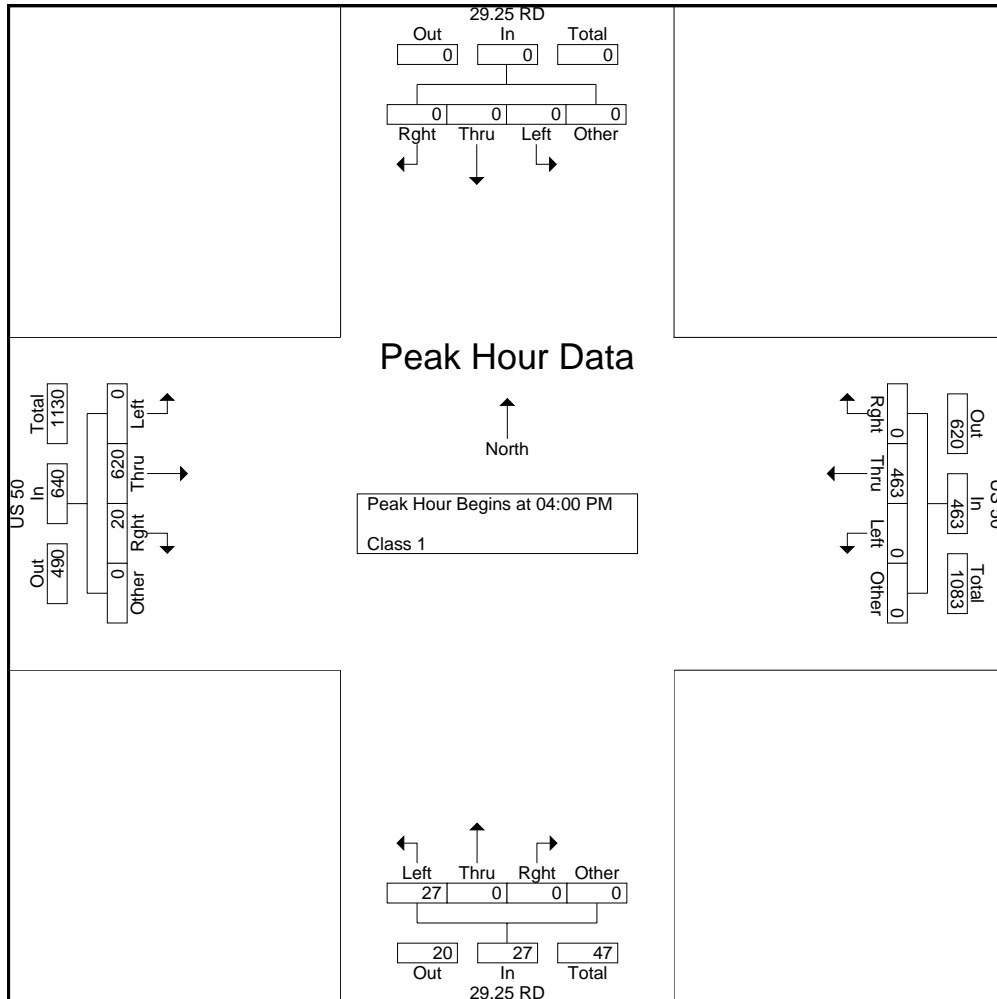 29.25 RD
Out In Total
0 0 0
0 0 0 0
Rght Thru Left Other
Peak Hour Data
North
Peak Hour Begins at 04:00 PM
Class 1
US 50
Total In Out
1130 640 490
0 620 20 0
Left Thru Rght Other
Rght Thru Left Other
0 463 0 0
Out In Total
620 463 1083
US 50
Left Thru Rght Other
27 0 0 0
20 27 47
Out In Total
29.25 RD